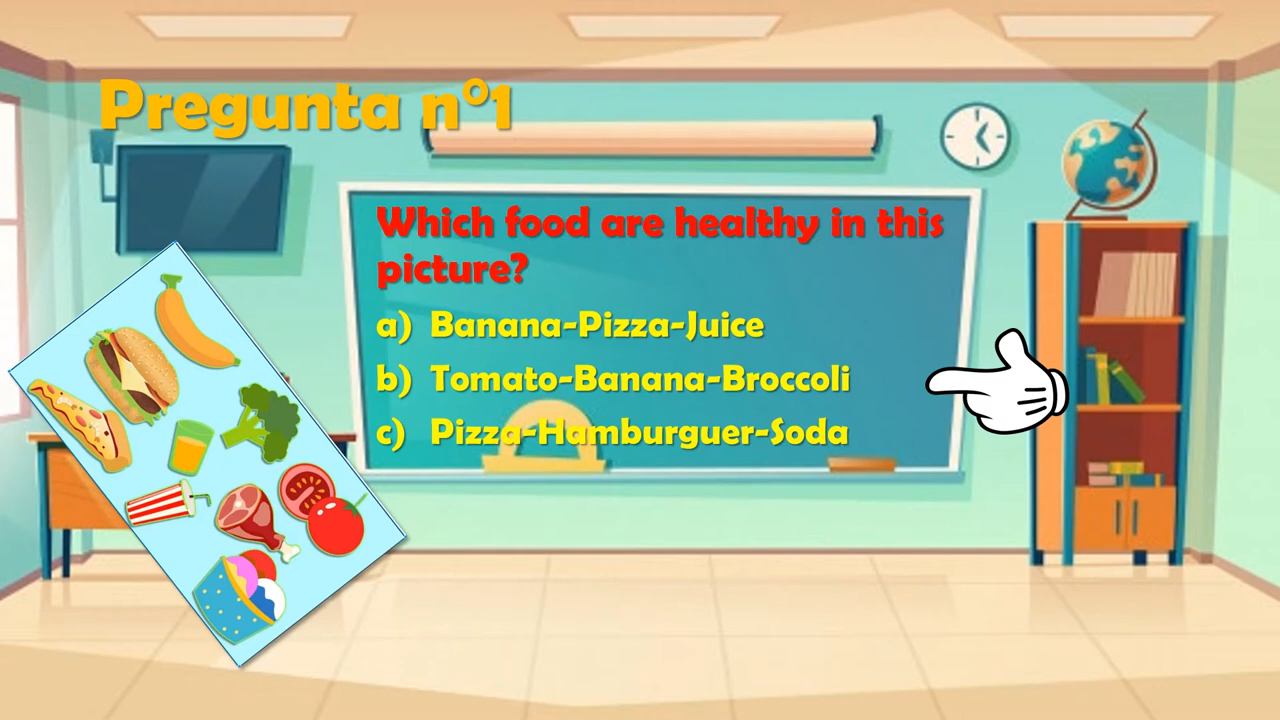 Pregunta n°1
Which food are healthy in this
picture?
a) Banana-Pizza-Juice
b) Tomato-Banana-Broccoli
c) Pizza-Hamburguer-Soda